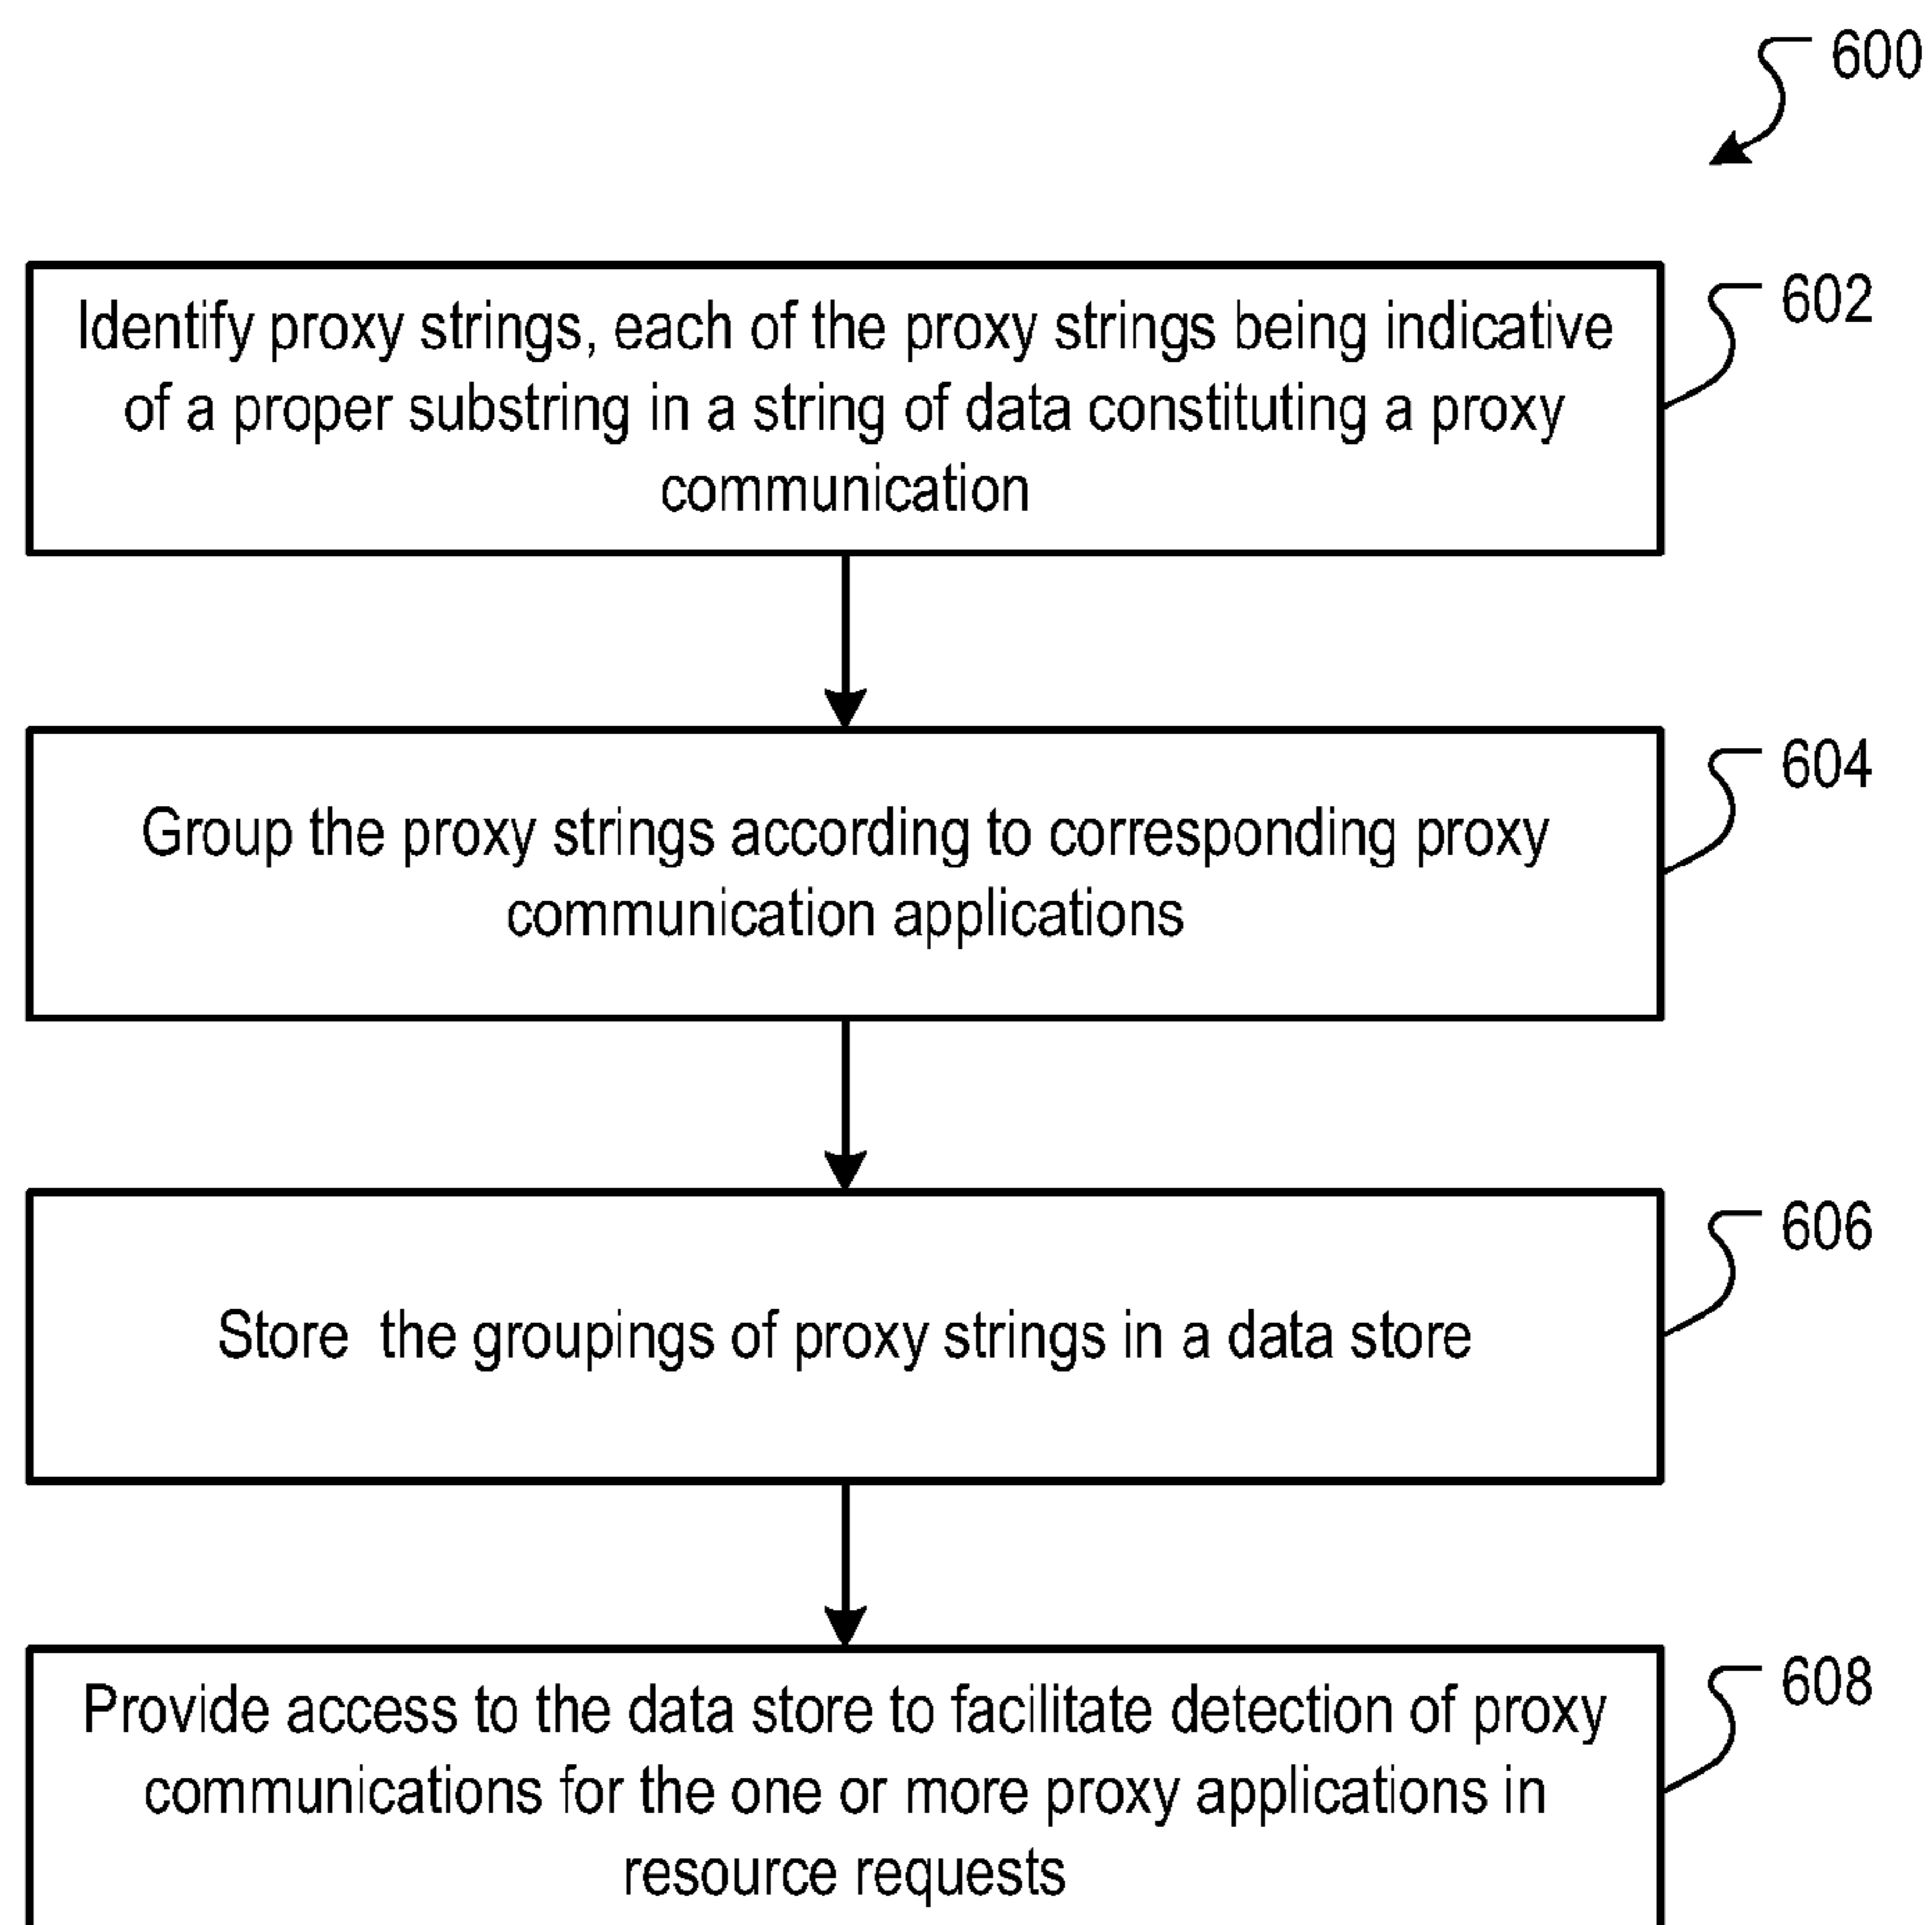 600
Identify proxy strings, each of the proxy strings being indicative
of a proper substring in a string of data constituting a proxy
communication
602
Group the proxy strings according to corresponding proxy
communication applications
604
Store the groupings of proxy strings in a data store
606
Provide access to the data store to facilitate detection of proxy
communications for the one or more proxy applications in
resource requests
608